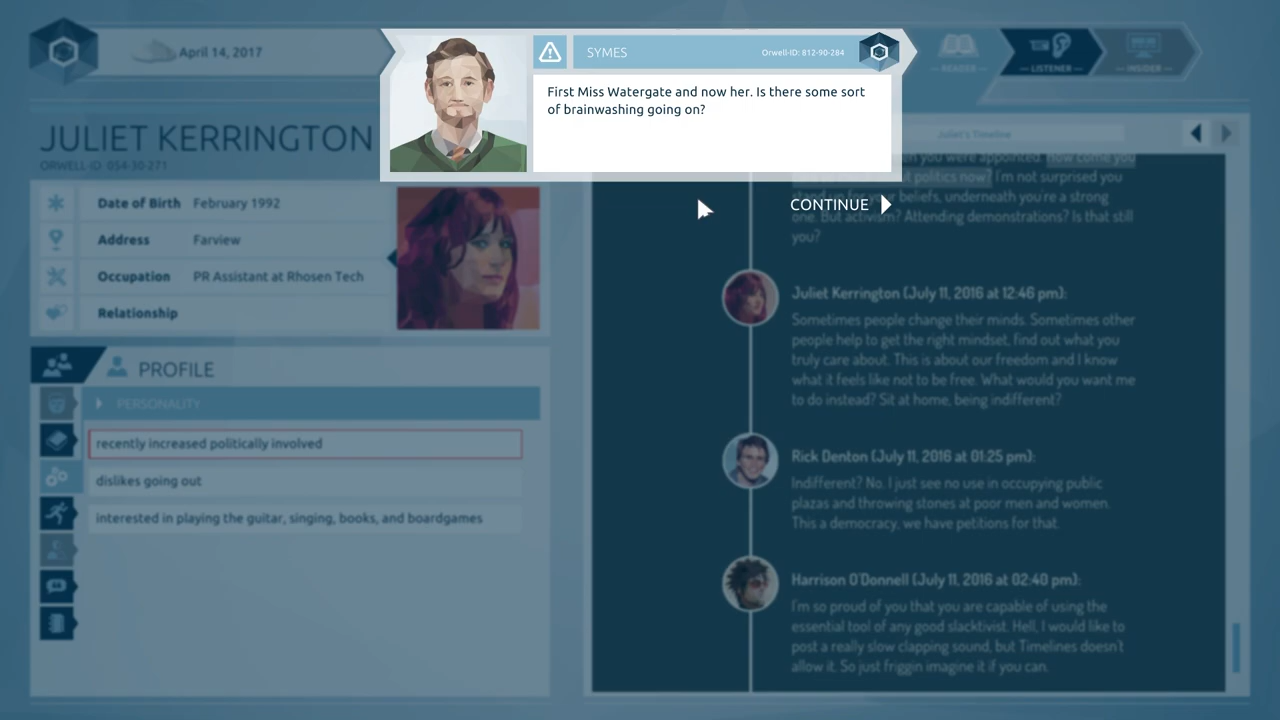 April 14, 2017
SYMES
Orwell-ID: 812-90-284
First Miss Watergate and now her. Is there some sort
of brainwashing going on?
CONTINUE
READER
LISTENER
INSIDER
JULIET KERRINGTON
ORWELL-ID 054-30-271
Date of Birth February 1992
Address Farview
Occupation PR Assistant at Rhosen Tech
Relationship
PROFILE
PERSONALITY
recently increased politically involved
dislikes going out
interested in playing the guitar, singing, books, and boardgames
Juliet's Timeline
you were appointed. How come you
politics now? I'm not surprised you
stand up for your beliefs, underneath you're a strong
one. But activism? Attending demonstrations? Is that still
you?
Juliet Kerrington (July 11, 2016 at 12:46 pm):
Sometimes people change their minds. Sometimes other
people help to get the right mindset, find out what you
truly care about. This is about our freedom and I know
what it feels like not to be free. What would you want me
to do instead? Sit at home, being indifferent?
Rick Denton (July 11, 2016 at 01:25 pm):
Indifferent? No. I just see no use in occupying public
plazas and throwing stones at poor men and women.
This a democracy, we have petitions for that.
Harrison O'Donnell (July 11, 2016 at 02:40 pm):
I'm so proud of you that you are capable of using the
essential tool of any good slacktivist. Hell, I would like to
post a really slow clapping sound, but Timelines doesn't
allow it. So just friggin imagine it if you can.